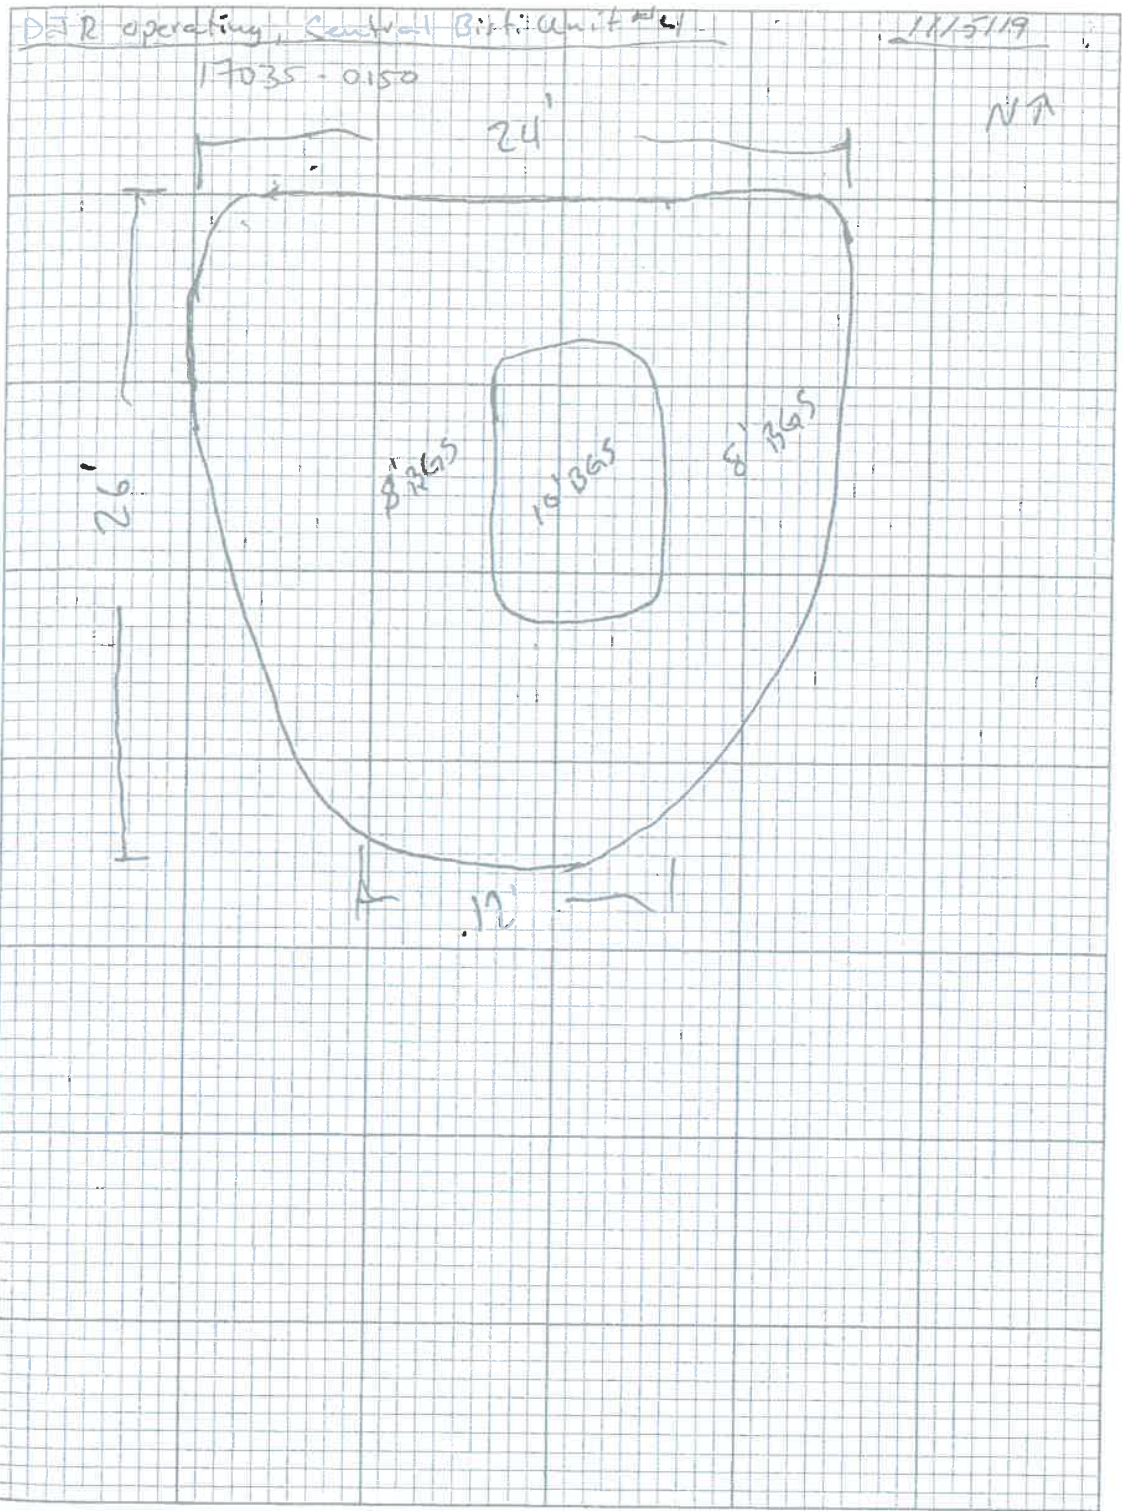 DJR operating, Central Bisti Unit
11/5/19
17035-0150
N↑
24'
26'
8' BGS
10' BGS
8' BGS
12'